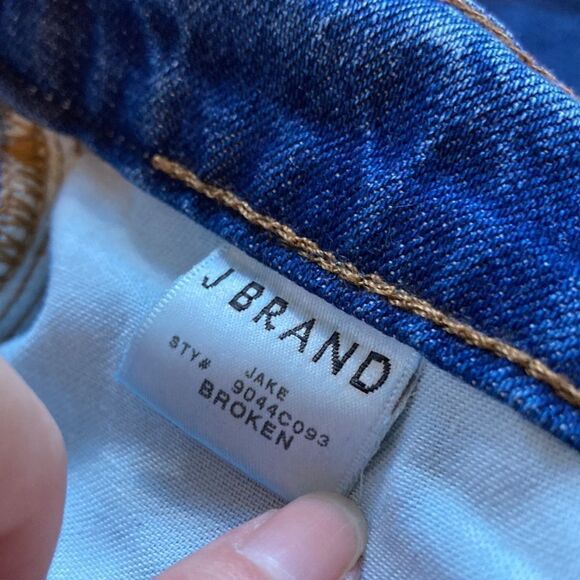 J BRAND
JAKE
STY# 9044C093
BROKEN